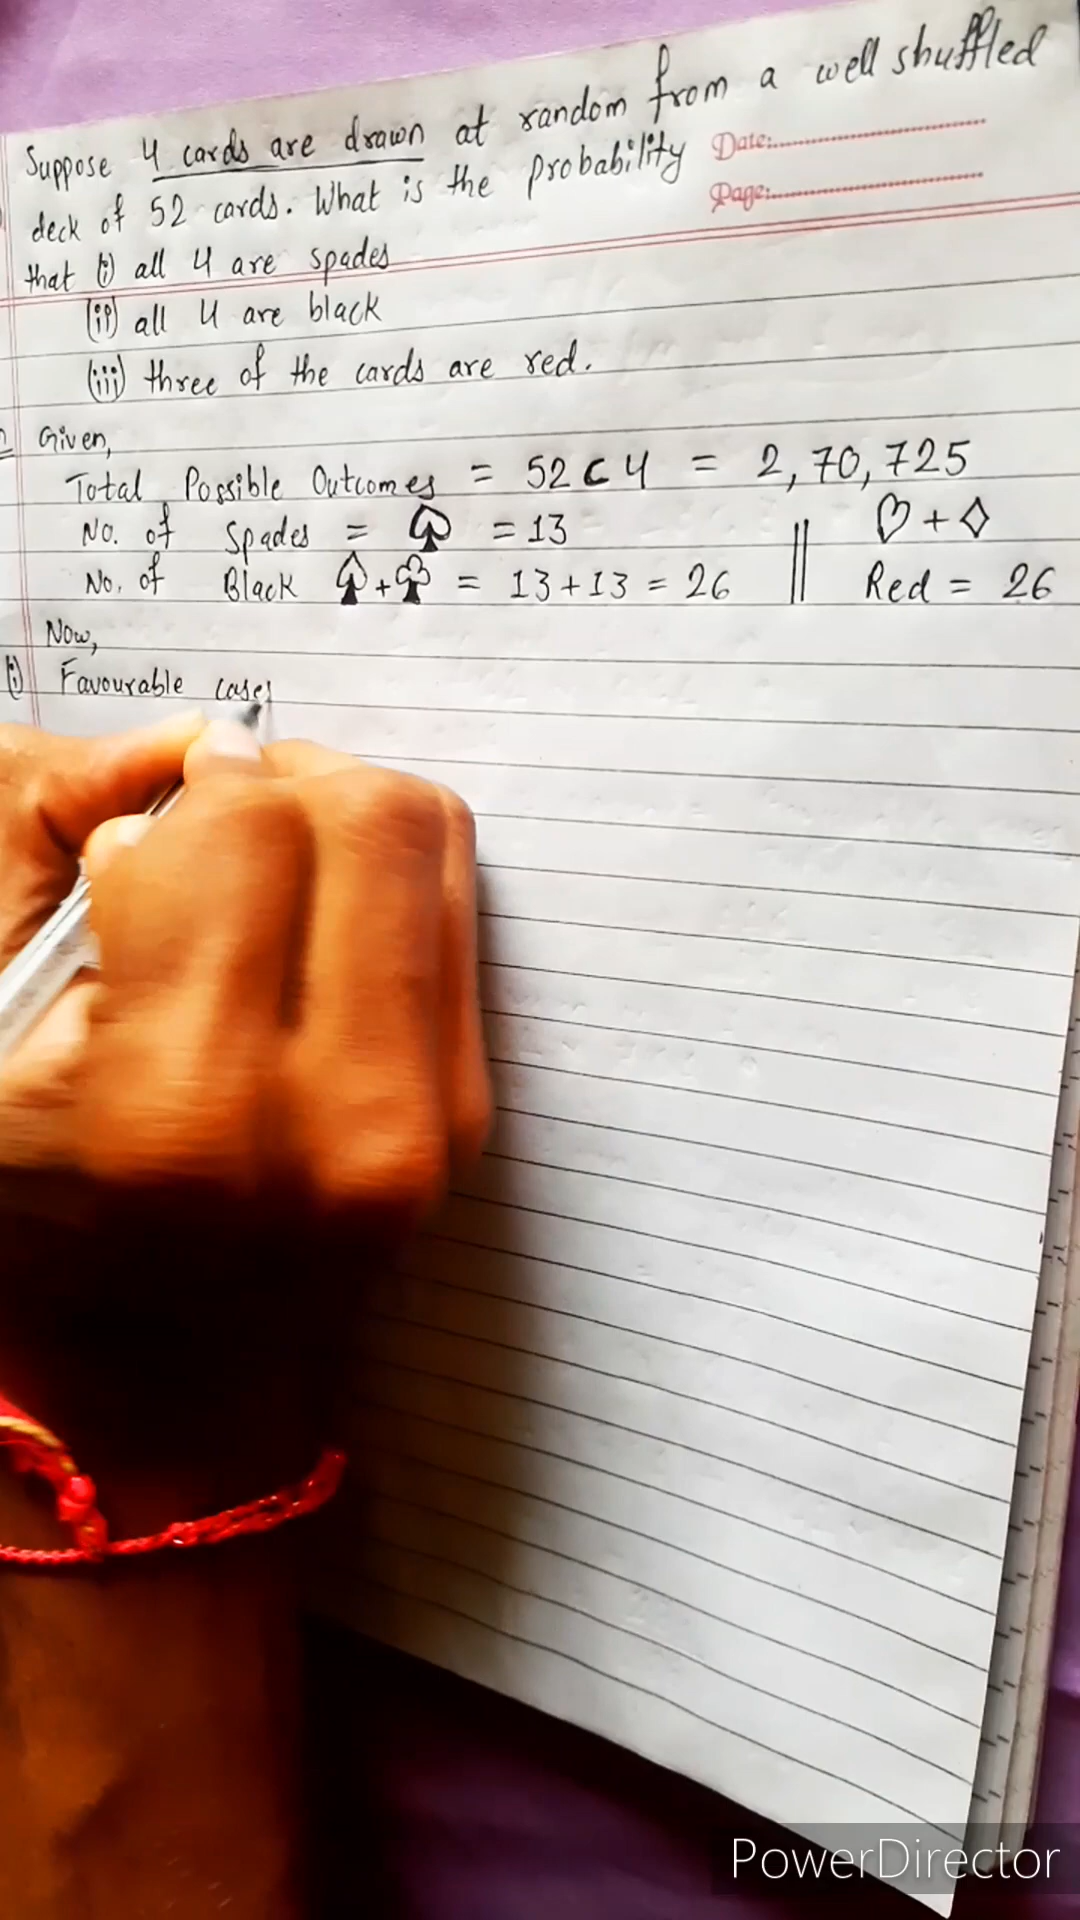 Suppose 4 cards are drawn at random from a well shuffled
Date:
deck of 52 cards. What is the probability
Page:
that (i) all 4 are spades
(ii) all 4 are black
(iii) three of the cards are red.
Given,
Total Possible Outcomes = 52C4 = 2,70,725
No. of Spades = ♠ = 13 || ♡ + ♢
No. of Black ♠ + ♣ = 13+13 = 26 || Red = 26
Now,
(i) Favourable cases
PowerDirector